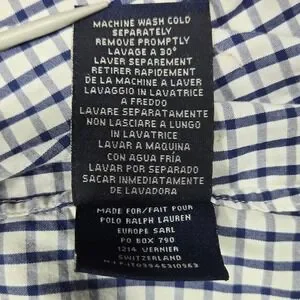 MACHINE WASH COLD
SEPARATELY
REMOVE PROMPTLY
LAVAGE A 30°
LAVER SEPAREMENT
RETIRER RAPIDEMENT
DE LA MACHINE A LAVER
LAVAGGIO IN LAVATRICE
A FREDDO
LAVARE SEPARATAMENTE
NON LASCIARE A LUNGO
IN LAVATRICE
LAVAR A MAQUINA
CON AGUA FRÍA
LAVAR POR SEPARADO
SACAR INMEDIATAMENTE
DE LAVADORA
MADE FOR/FAIT POUR
POLO RALPH LAUREN
EUROPE SARL
PO BOX 790
1214 VERNIER
SWITZERLAND